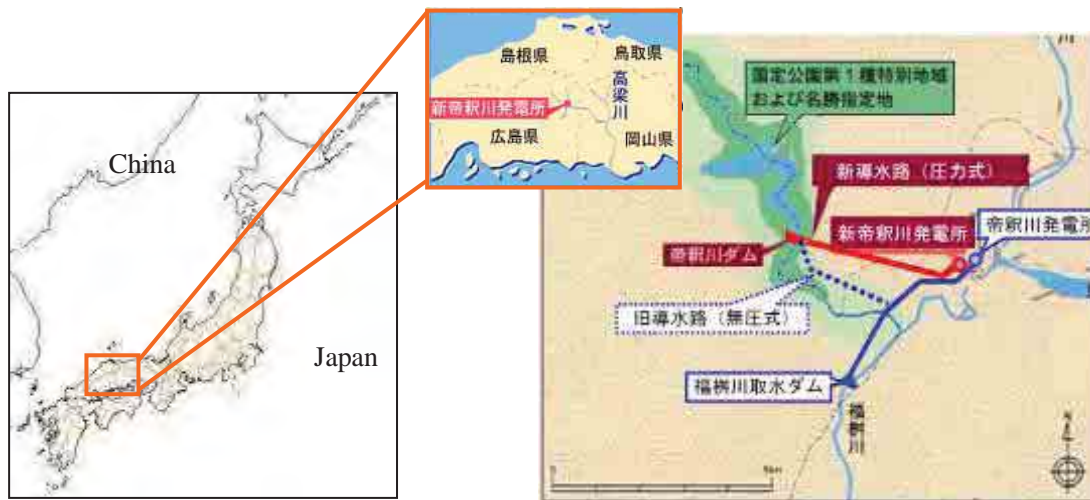 China
Japan
島根県
鳥取県
高梁川
新帝釈川発電所
広島県
岡山県
国定公園第1種特別地域
および名勝指定地
新導水路（圧力式）
新帝釈川発電所
帝釈川発電所
帝釈川ダム
旧導水路（無圧式）
福桝川取水ダム
福桝川
川
0
5km
N